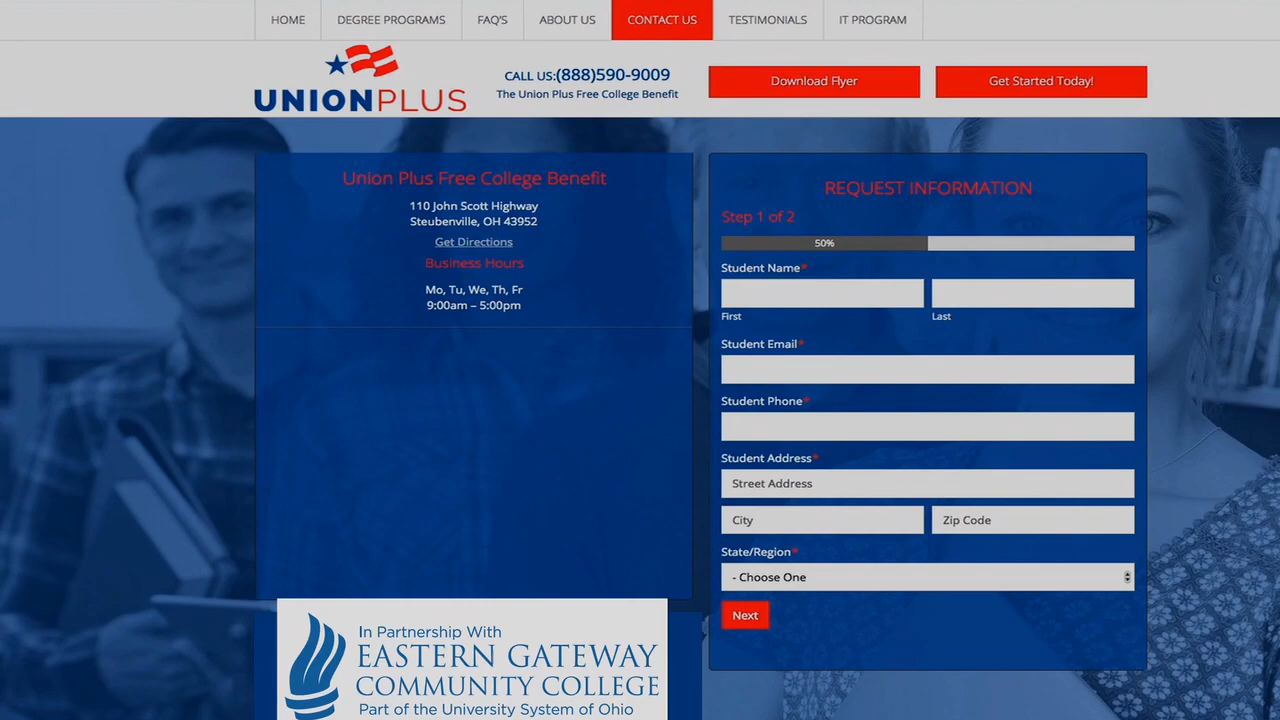 HOME DEGREE PROGRAMS FAQ'S ABOUT US CONTACT US TESTIMONIALS IT PROGRAM
UNIONPLUS
CALL US:(888)590-9009
The Union Plus Free College Benefit
Download Flyer
Get Started Today!
Union Plus Free College Benefit
110 John Scott Highway
Steubenville, OH 43952
Get Directions
Business Hours
Mo, Tu, We, Th, Fr
9:00am – 5:00pm
In Partnership With
EASTERN GATEWAY
COMMUNITY COLLEGE
Part of the University System of Ohio
REQUEST INFORMATION
Step 1 of 2
50%
Student Name*
First Last
Student Email*
Student Phone*
Student Address*
Street Address
City Zip Code
State/Region*
- Choose One
Next